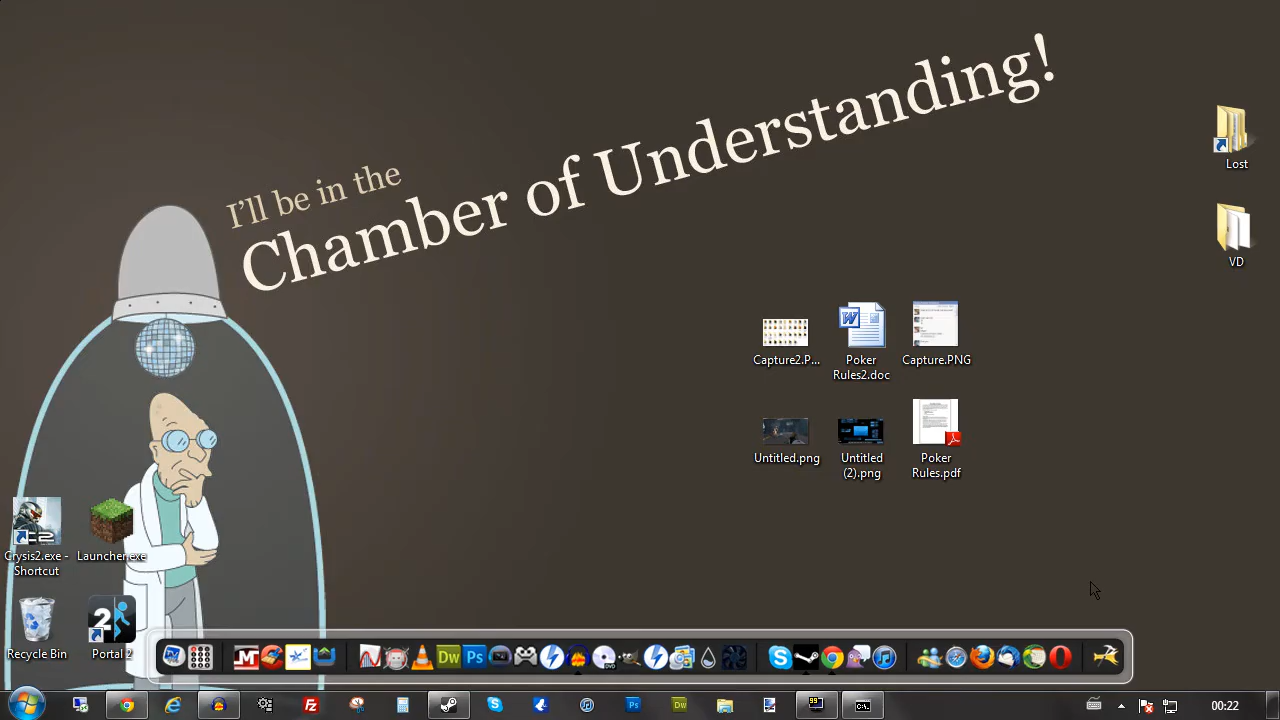 I'll be in the
Chamber of Understanding!
Lost
VD
Capture2.P...
Poker
Rules2.doc
Capture.PNG
Untitled.png
Untitled
(2).png
Poker
Rules.pdf
Crysis2.exe -
Shortcut
Launcher.exe
Recycle Bin
Portal 2
00:22